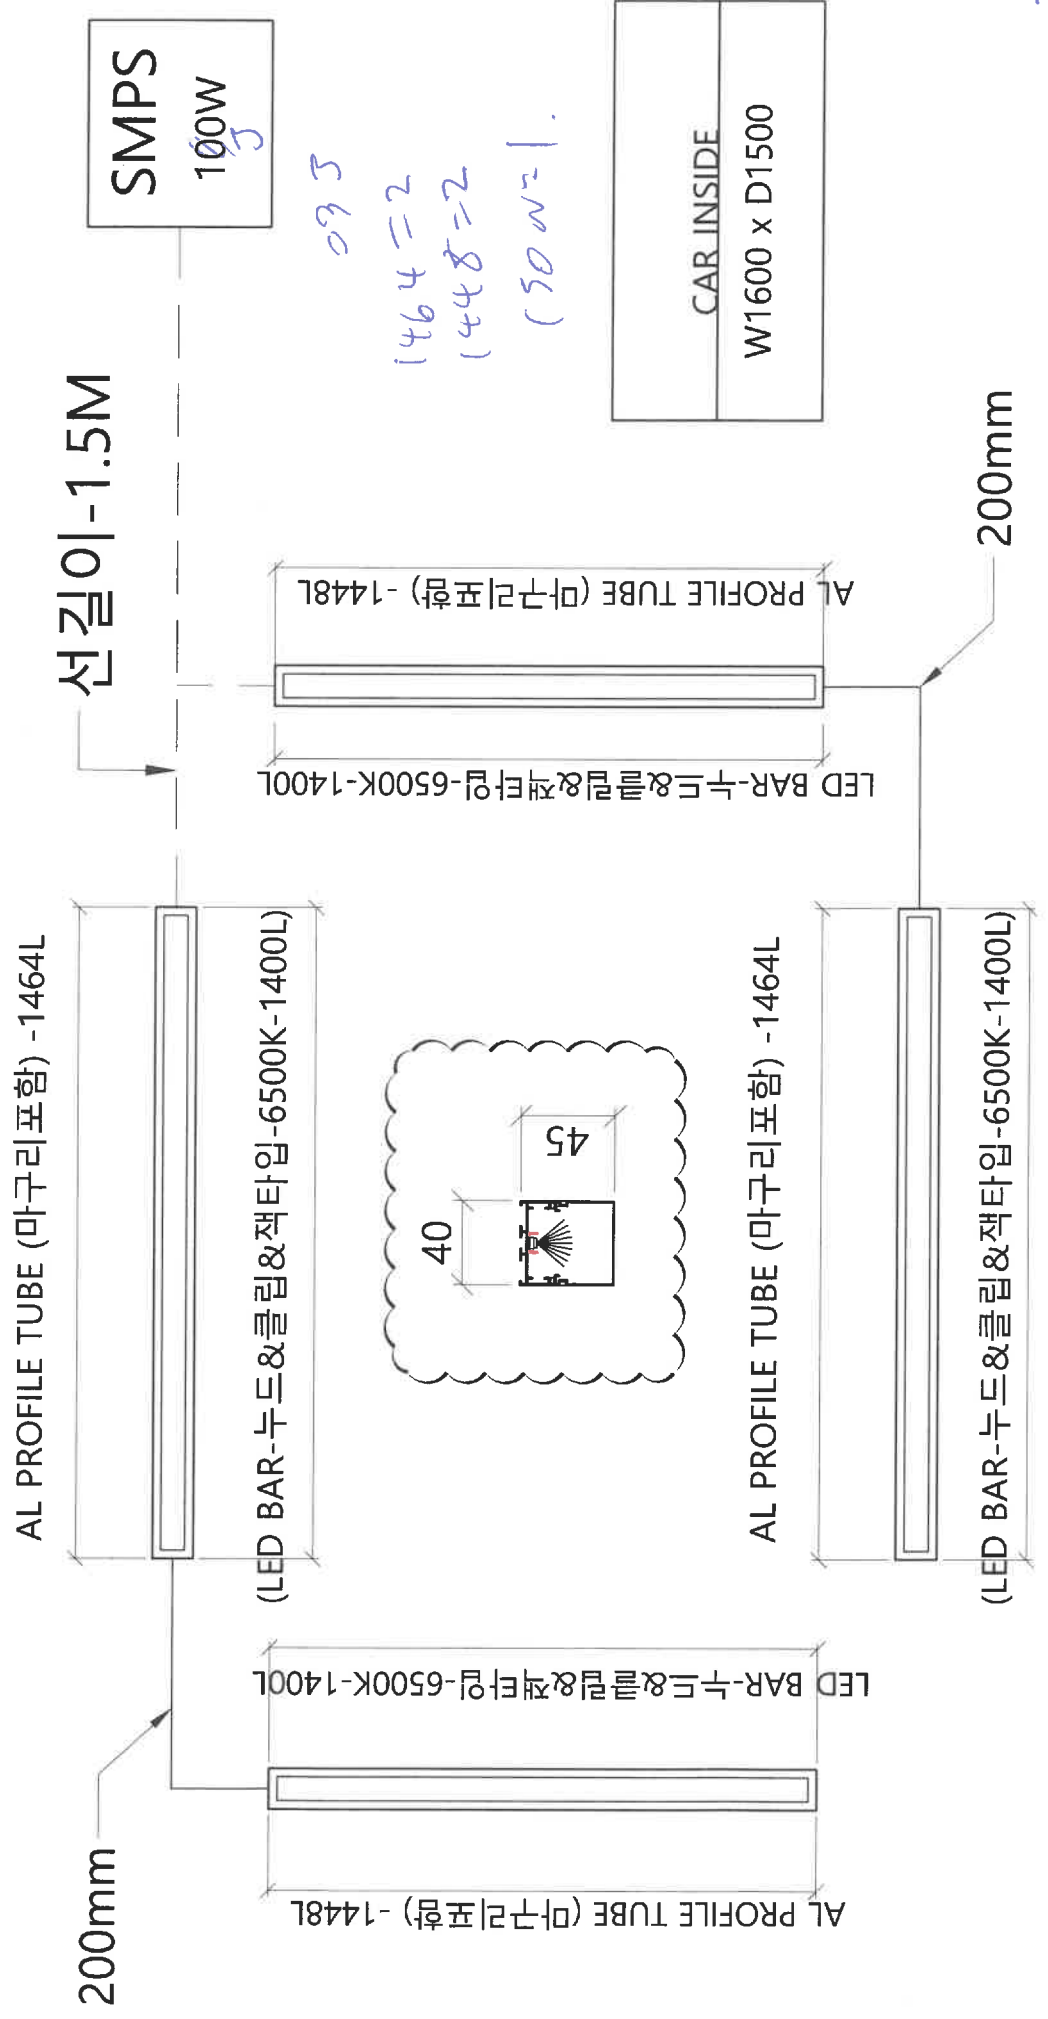 200mm
선길이-1.5M
SMPS
100W
5
AL PROFILE TUBE (마구리포함) -1464L
(LED BAR-누드&클립&잭타입-6500K-1400L)
1464=2
1448=2
AL PROFILE TUBE (마구리포함) -1448L
LED BAR-누드&클립&잭타입-6500K-1400L
40
45
LED BAR-누드&클립&잭타입-6500K-1400L
AL PROFILE TUBE (마구리포함) -1448L
CAR INSIDE
W1600 x D1500
AL PROFILE TUBE (마구리포함) -1464L
(LED BAR-누드&클립&잭타입-6500K-1400L)
200mm